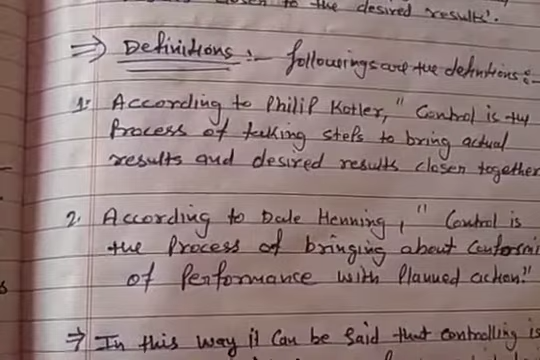 to the desired results'.
⇒ Definitions :- followings are the definitions :-
1. According to Philip Kotler, " Control is the
Process of taking steps to bring actual
results and desired results closer together
2. According to Dale Henning, " Control is
the Process of bringing about Conformi
of Performance with Planned action."
⇒ In this way it Can be Said that controlling is